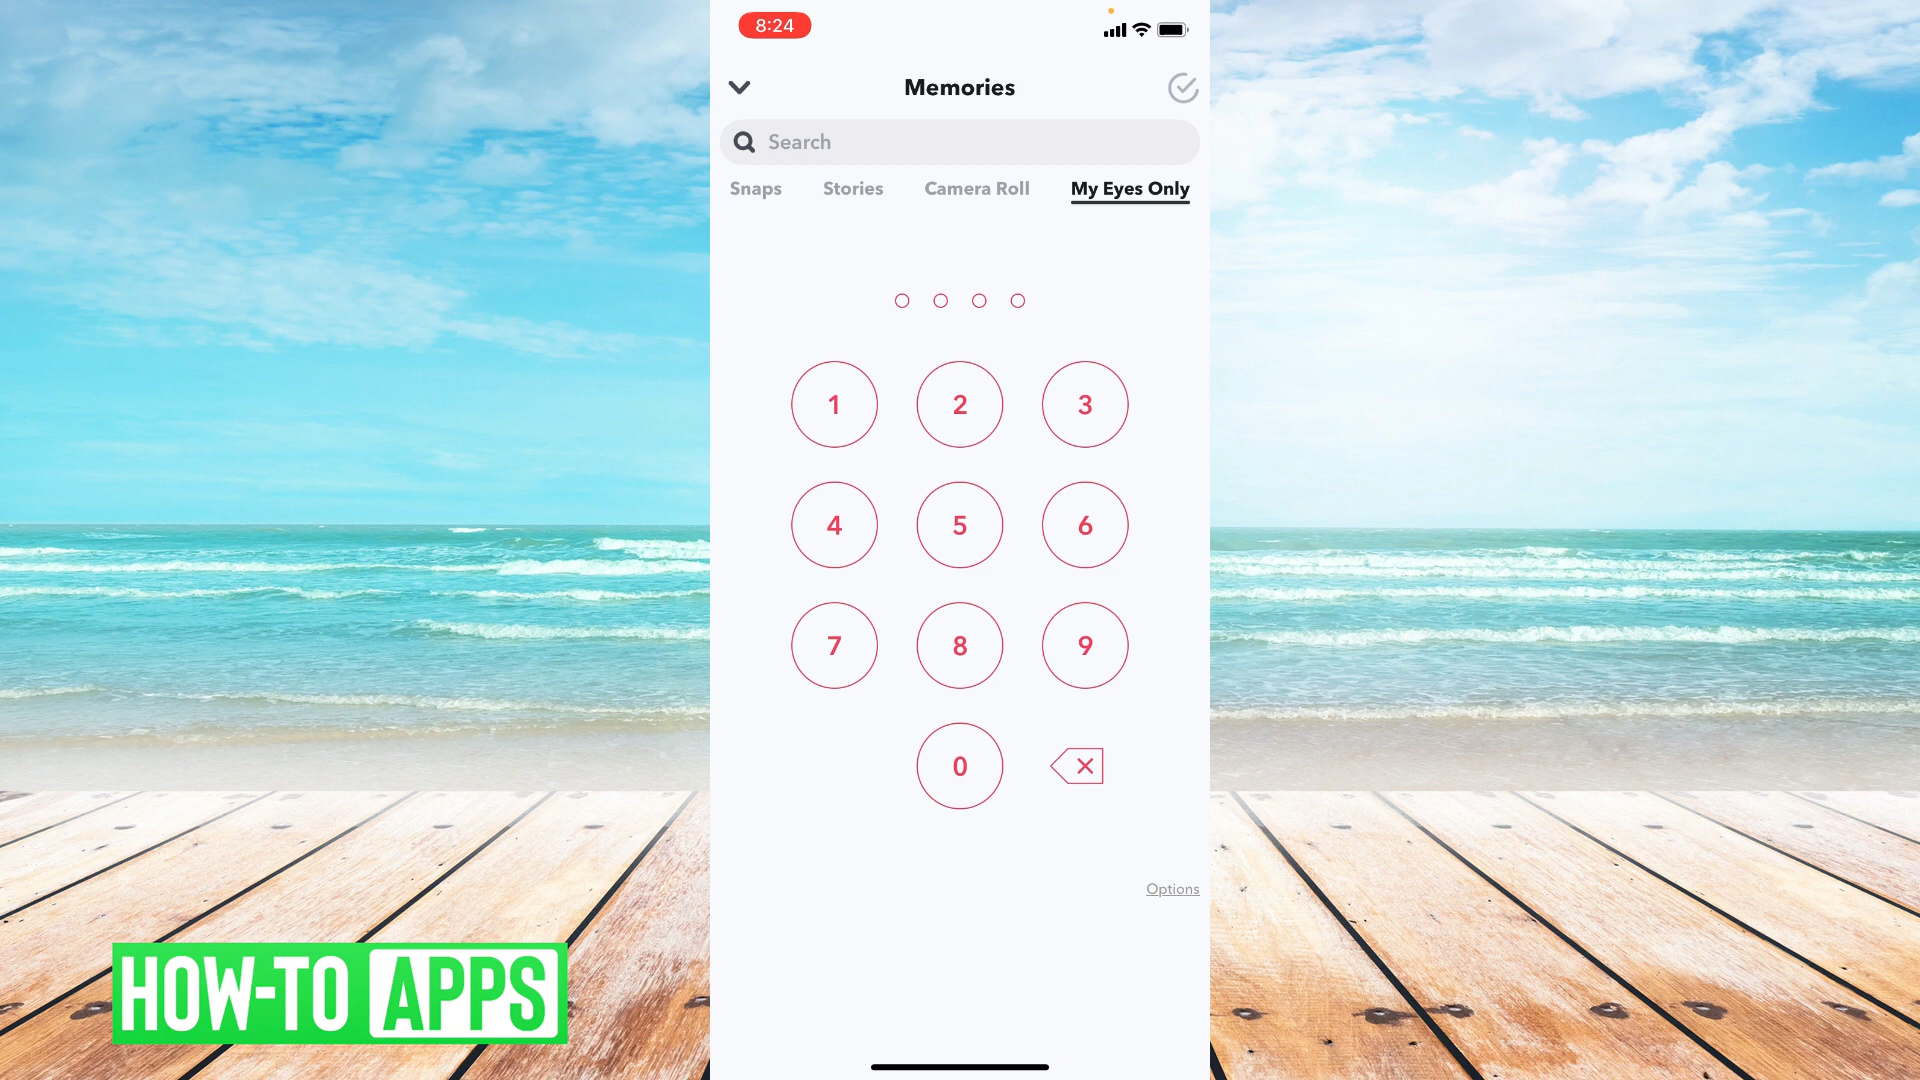 8:24
Memories
Search
Snaps Stories Camera Roll My Eyes Only
1 2 3
4 5 6
7 8 9
0
Options
HOW-TO APPS